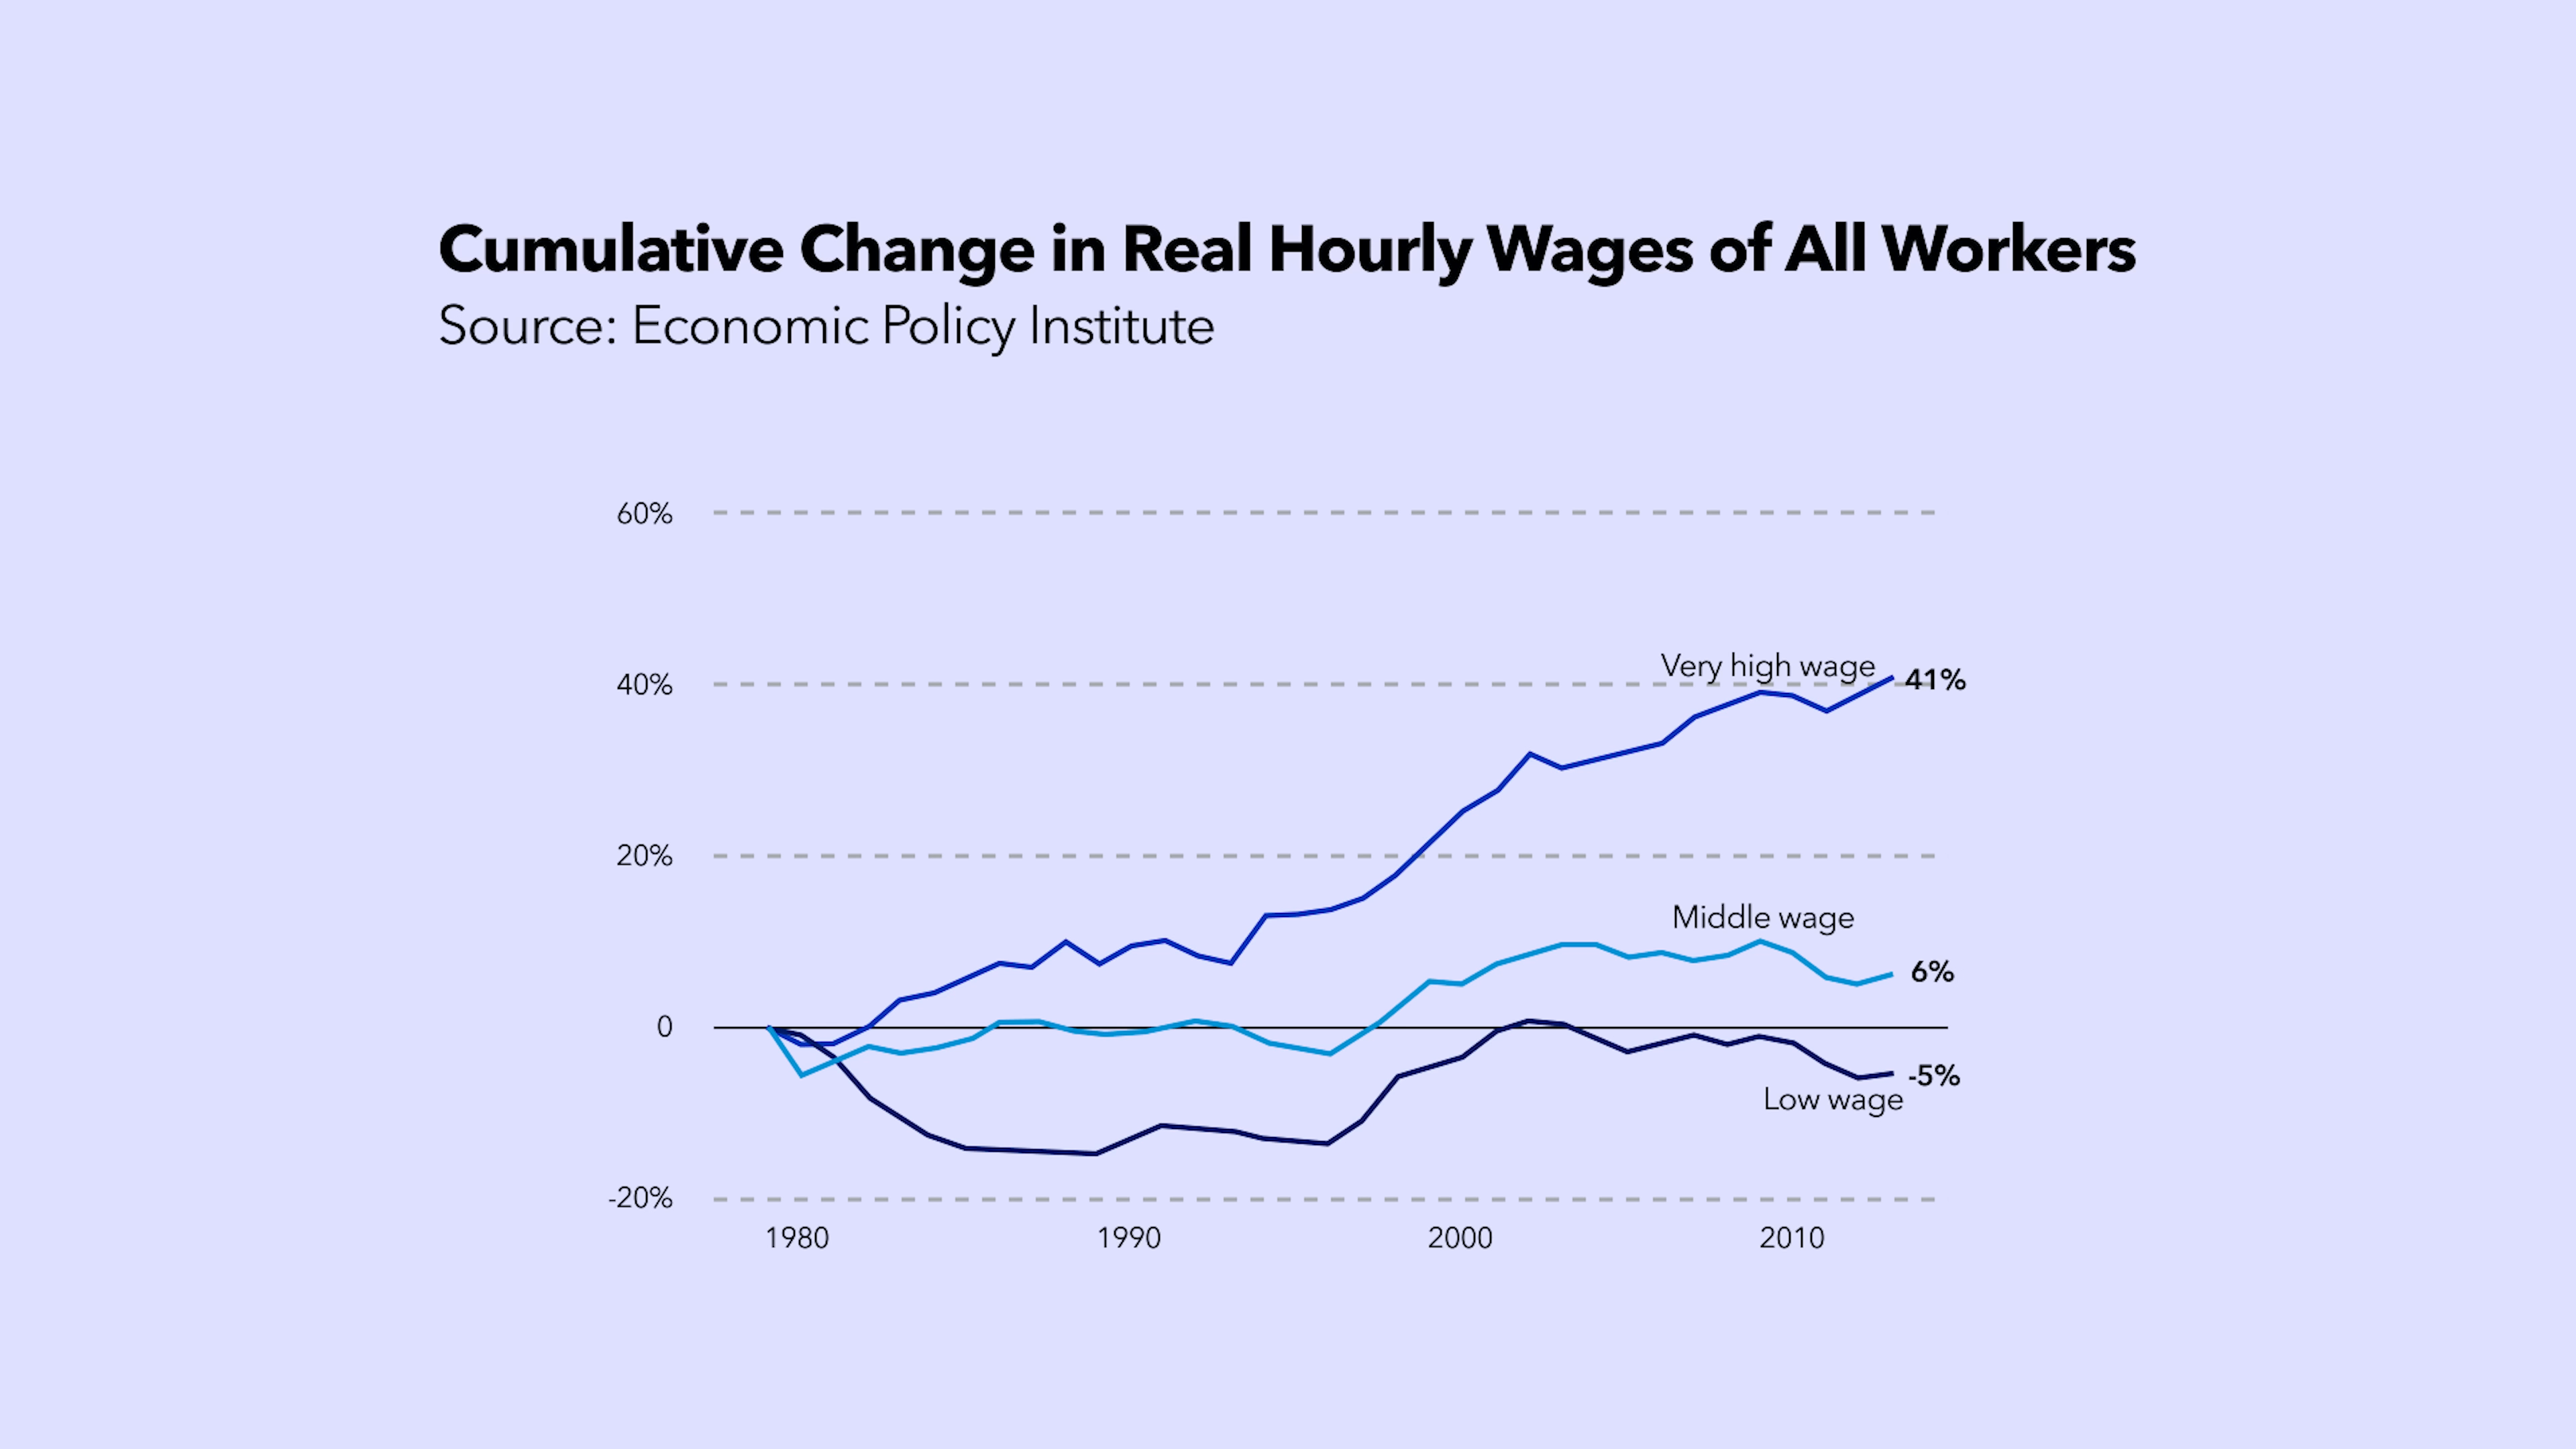 Cumulative Change in Real Hourly Wages of All Workers
Source: Economic Policy Institute
60%
Very high wage
41%
40%
20%
Middle wage
6%
0
-5%
Low wage
-20%
1980 1990 2000 2010